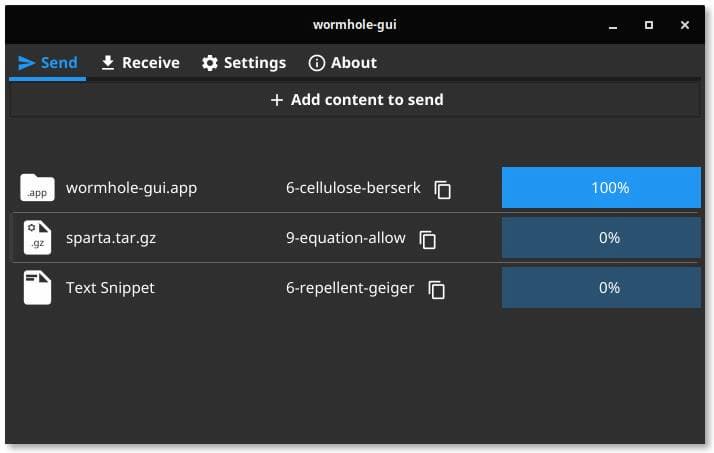 wormhole-gui
Send Receive Settings About
+ Add content to send
.app wormhole-gui.app 6-cellulose-berserk 100%
.gz sparta.tar.gz 9-equation-allow 0%
Text Snippet 6-repellent-geiger 0%